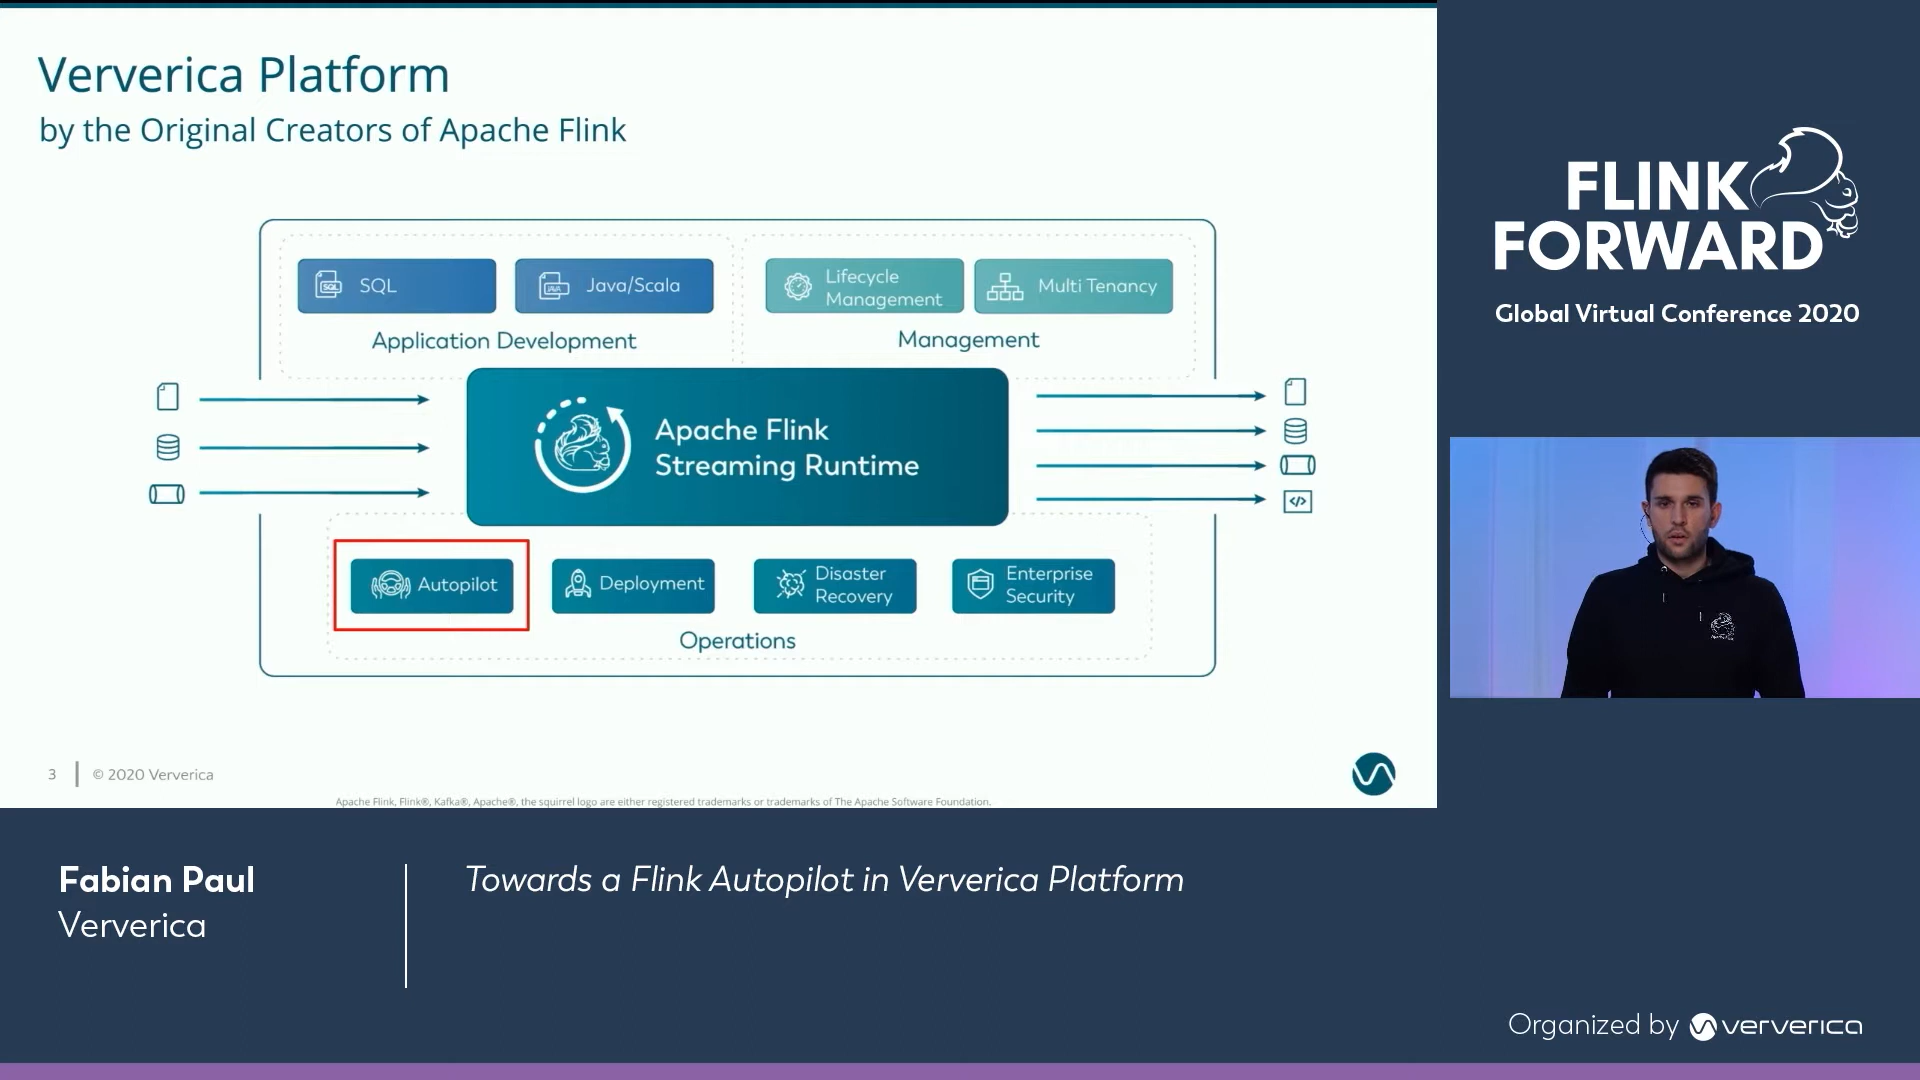 Ververica Platform
by the Original Creators of Apache Flink
SQL
SQL
JAVA
Java/Scala
Lifecycle
Management
Multi Tenancy
Application Development
Management
Apache Flink
Streaming Runtime
</>
Autopilot
Deployment
Disaster
Recovery
Enterprise
Security
Operations
3
© 2020 Ververica
Apache Flink, Flink®, Kafka®, Apache®, the squirrel logo are either registered trademarks or trademarks of The Apache Software Foundation.
FLINK
FORWARD
Global Virtual Conference 2020
Fabian Paul
Ververica
Towards a Flink Autopilot in Ververica Platform
Organized by ververica